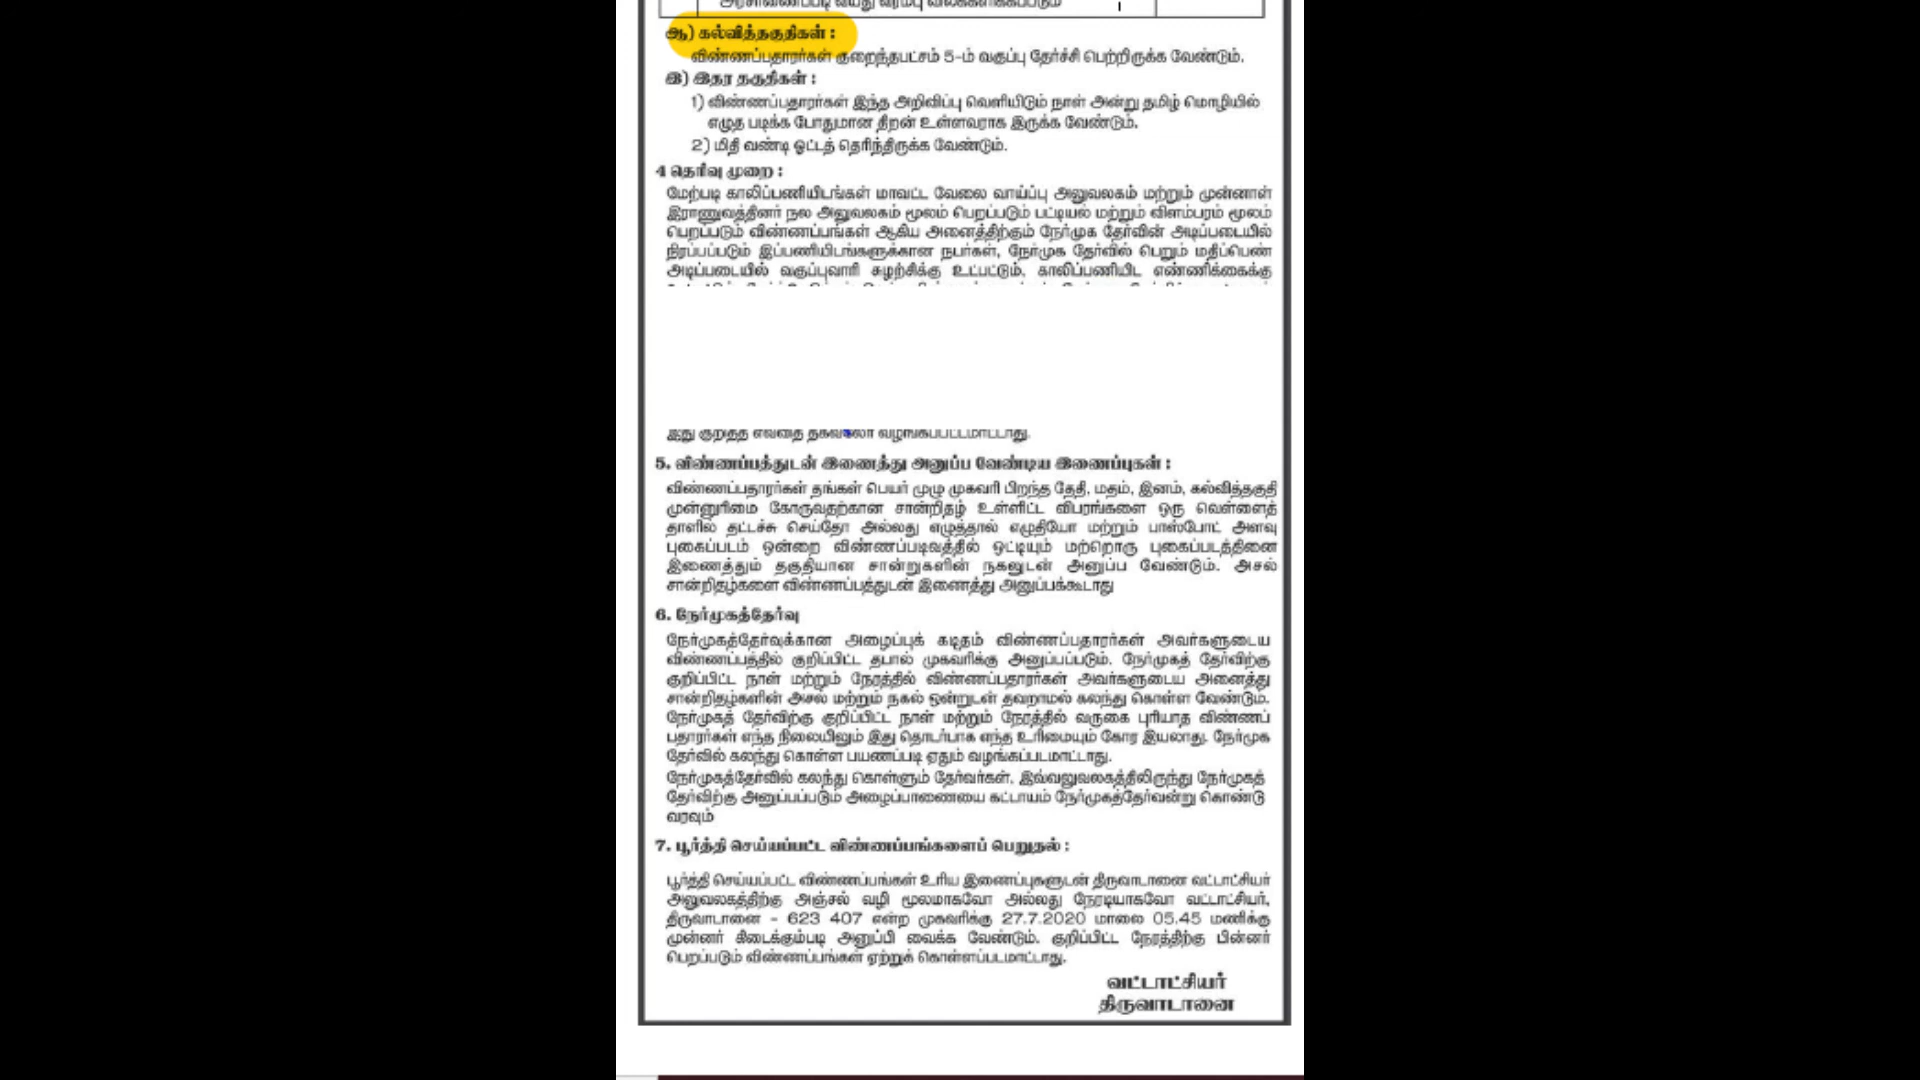 அரசாணைப்படி வயது வரம்பு
ஆ) கல்வித்தகுதிகள் :
விண்ணப்பதாரர்கள் குறைந்தபட்சம் 5-ம் வகுப்பு தேர்ச்சி பெற்றிருக்க வேண்டும்.
இ) இதர தகுதிகள் :
1) விண்ணப்பதாரர்கள் இந்த அறிவிப்பு வெளியிடும் நாள் அன்று தமிழ் மொழியில்
எழுத படிக்க போதுமான திறன் உள்ளவராக இருக்க வேண்டும்.
2) மிதி வண்டி ஓட்டத் தெரிந்திருக்க வேண்டும்.
4 தெரிவு முறை :
மேற்படி காலிப்பணியிடங்கள் மாவட்ட வேலை வாய்ப்பு அலுவலகம் மற்றும் முன்னாள்
இராணுவத்தினர் நல அலுவலகம் மூலம் பெறப்படும் பட்டியல் மற்றும் விளம்பரம் மூலம்
பெறப்படும் விண்ணப்பங்கள் ஆகிய அனைத்திற்கும் நேர்முக தேர்வின் அடிப்படையில்
நிரப்பப்படும் இப்பணியிடங்களுக்கான நபர்கள், நேர்முக தேர்வில் பெறும் மதிப்பெண்
அடிப்படையில் வகுப்புவாரி சுழற்சிக்கு உட்பட்டும், காலிப்பணியிட எண்ணிக்கைக்கு
இது குறித்த எவ்வித வழங்கப்படமாட்டாது.
5. விண்ணப்பத்துடன் இணைத்து அனுப்ப வேண்டிய இணைப்புகள் :
விண்ணப்பதாரர்கள் தங்கள் பெயர் முழு முகவரி பிறந்த தேதி, மதம், இனம், கல்வித்தகுதி
முன்னுரிமை கோருவதற்கான சான்றிதழ் உள்ளிட்ட விபரங்களை ஒரு வெள்ளைத்
தாளில் தட்டச்சு செய்தோ அல்லது எழுத்தால் எழுதியோ மற்றும் பாஸ்போட் அளவு
புகைப்படம் ஒன்றை விண்ணப்படிவத்தில் ஒட்டியும் மற்றொரு புகைப்படத்தினை
இணைத்தும் தகுதியான சான்றுகளின் நகலுடன் அனுப்ப வேண்டும். அசல்
சான்றிதழ்களை விண்ணப்பத்துடன் இணைத்து அனுப்பக்கூடாது
6. நேர்முகத்தேர்வு
நேர்முகத்தேர்வுக்கான அழைப்புக் கடிதம் விண்ணப்பதாரர்கள் அவர்களுடைய
விண்ணப்பத்தில் குறிப்பிட்ட தபால் முகவரிக்கு அனுப்பப்படும். நேர்முகத் தேர்விற்கு
குறிப்பிட்ட நாள் மற்றும் நேரத்தில் விண்ணப்பதாரர்கள் அவர்களுடைய அனைத்து
சான்றிதழ்களின் அசல் மற்றும் நகல் ஒன்றுடன் தவறாமல் கலந்து கொள்ள வேண்டும்.
நேர்முகத் தேர்விற்கு குறிப்பிட்ட நாள் மற்றும் நேரத்தில் வருகை புரியாத விண்ணப்
பதாரர்கள் எந்த நிலையிலும் இது தொடர்பாக எந்த உரிமையும் கோர இயலாது. நேர்முக
தேர்வில் கலந்து கொள்ள பயணப்படி ஏதும் வழங்கப்படமாட்டாது.
நேர்முகத்தேர்வில் கலந்து கொள்ளும் தேர்வர்கள், இவ்வலுவலகத்திலிருந்து நேர்முகத்
தேர்விற்கு அனுப்பப்படும் அழைப்பாணையை கட்டாயம் நேர்முகத்தேர்வன்று கொண்டு
வரவும்
7. பூர்த்தி செய்யப்பட்ட விண்ணப்பங்களைப் பெறுதல் :
பூர்த்தி செய்யப்பட்ட விண்ணப்பங்கள் உரிய இணைப்புகளுடன் திருவாடானை வட்டாட்சியர்
அலுவலகத்திற்கு அஞ்சல் வழி மூலமாகவோ அல்லது நேரடியாகவோ வட்டாட்சியர்,
திருவாடானை - 623 407 என்ற முகவரிக்கு 27.7.2020 மாலை 05.45 மணிக்கு
முன்னர் கிடைக்கும்படி அனுப்பி வைக்க வேண்டும். குறிப்பிட்ட நேரத்திற்கு பின்னர்
பெறப்படும் விண்ணப்பங்கள் ஏற்றுக் கொள்ளப்படமாட்டாது.
வட்டாட்சியர்
திருவாடானை